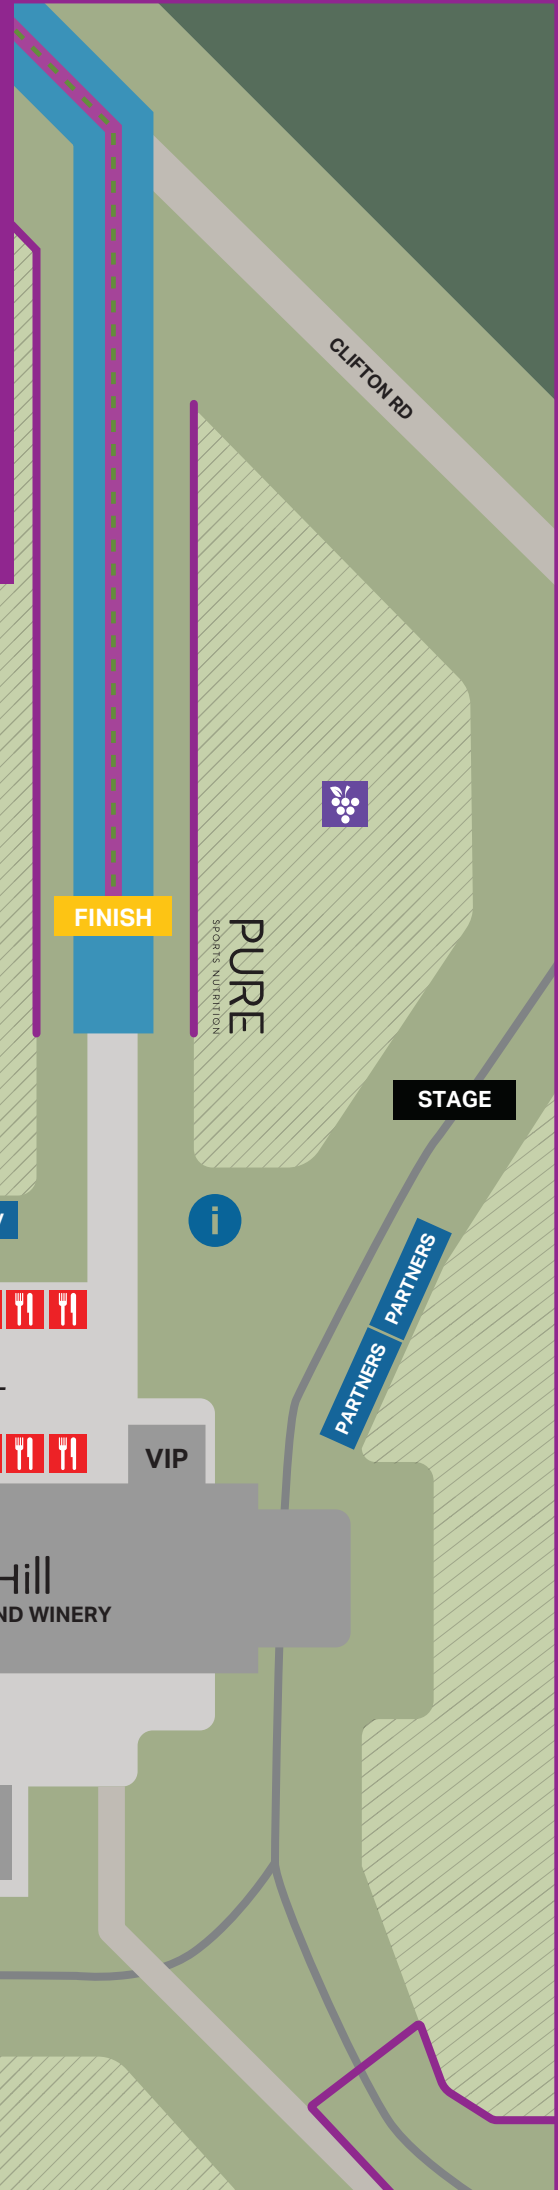 CLIFTON RD
FINISH
PURE
SPORTS NUTRITION
STAGE
i
PARTNERS
PARTNERS
VIP
Hill
ND WINERY